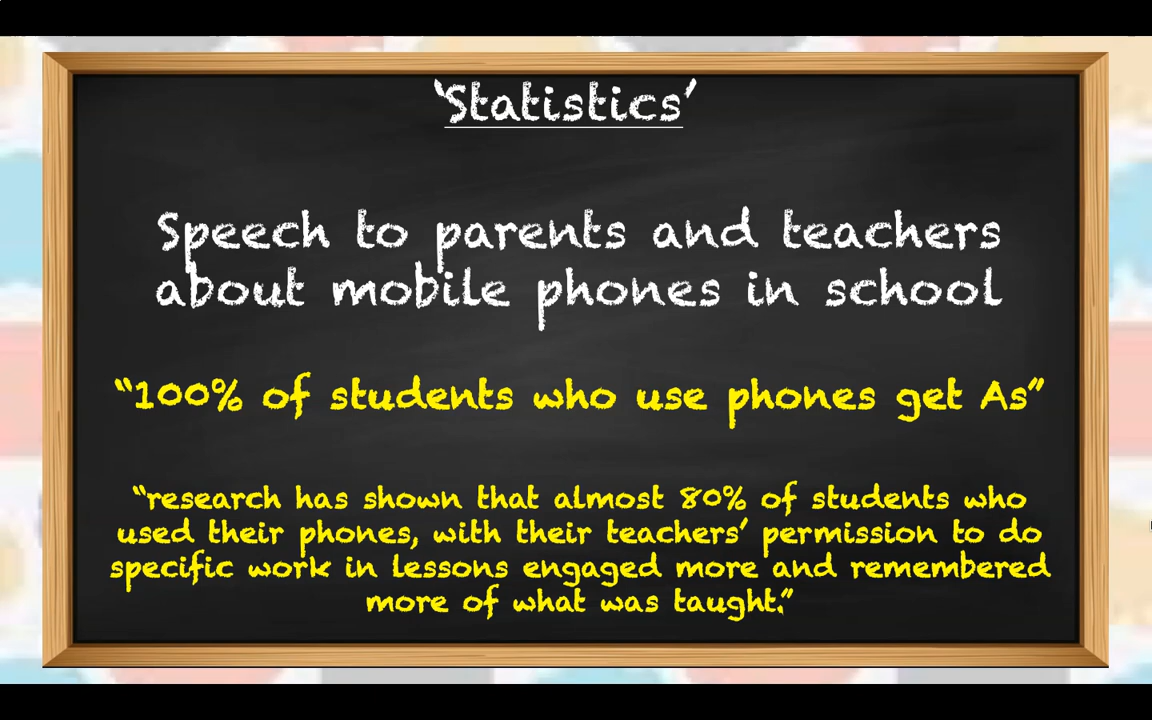 ‘Statistics’
Speech to parents and teachers
about mobile phones in school
“100% of students who use phones get As”
“research has shown that almost 80% of students who
used their phones, with their teachers’ permission to do
specific work in lessons engaged more and remembered
more of what was taught.”